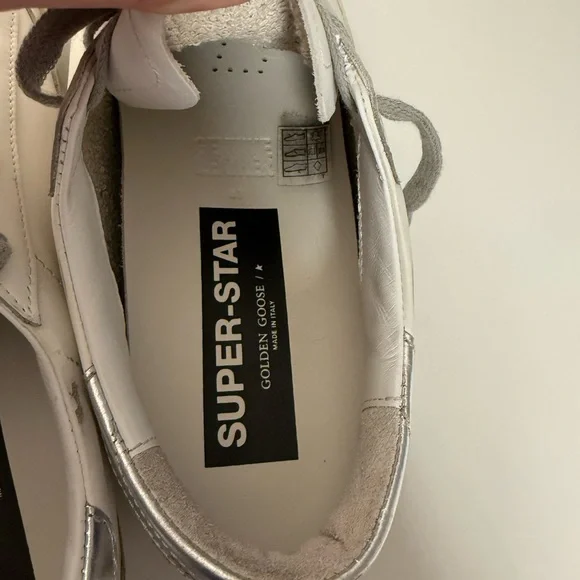 SUPER-STAR
GOLDEN GOOSE / ★
MADE IN ITALY